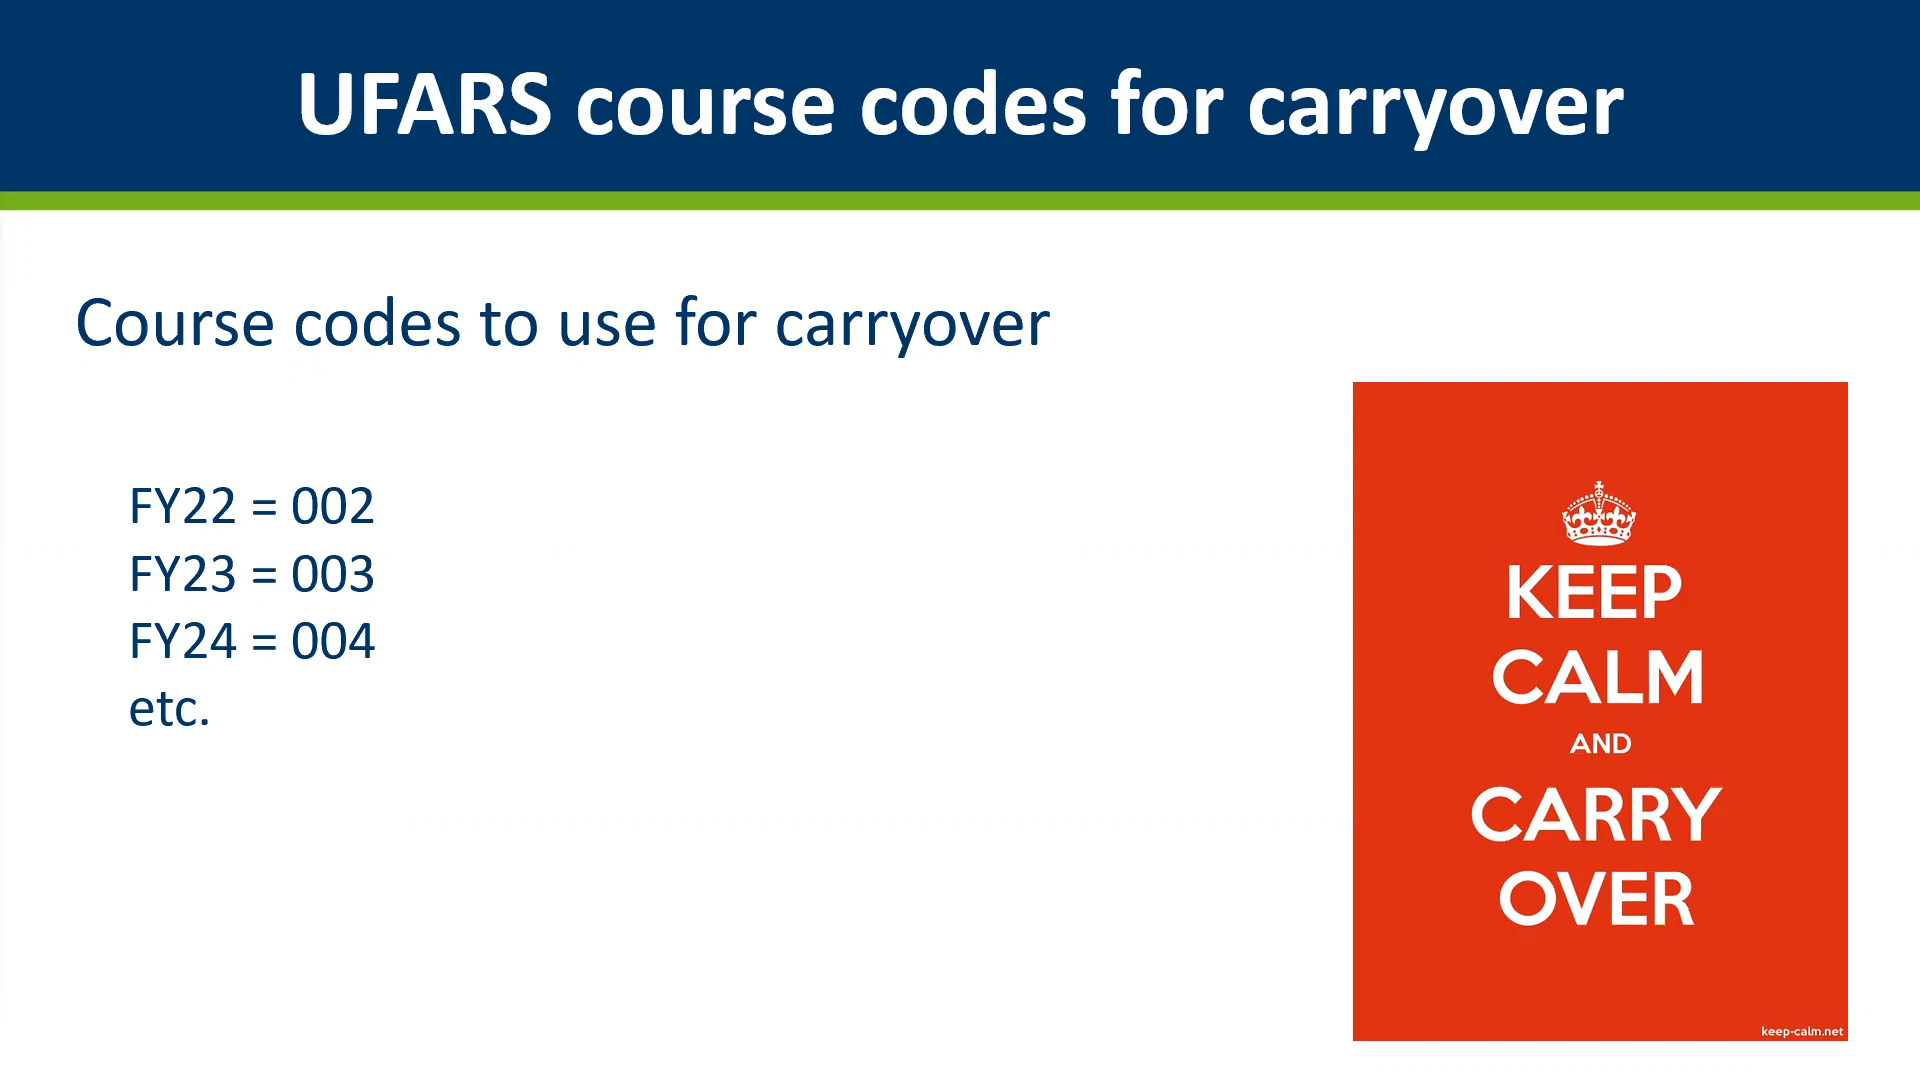 UFARS course codes for carryover
Course codes to use for carryover
FY22 = 002
FY23 = 003
FY24 = 004
etc.
KEEP
CALM
AND
CARRY
OVER
keep-calm.net